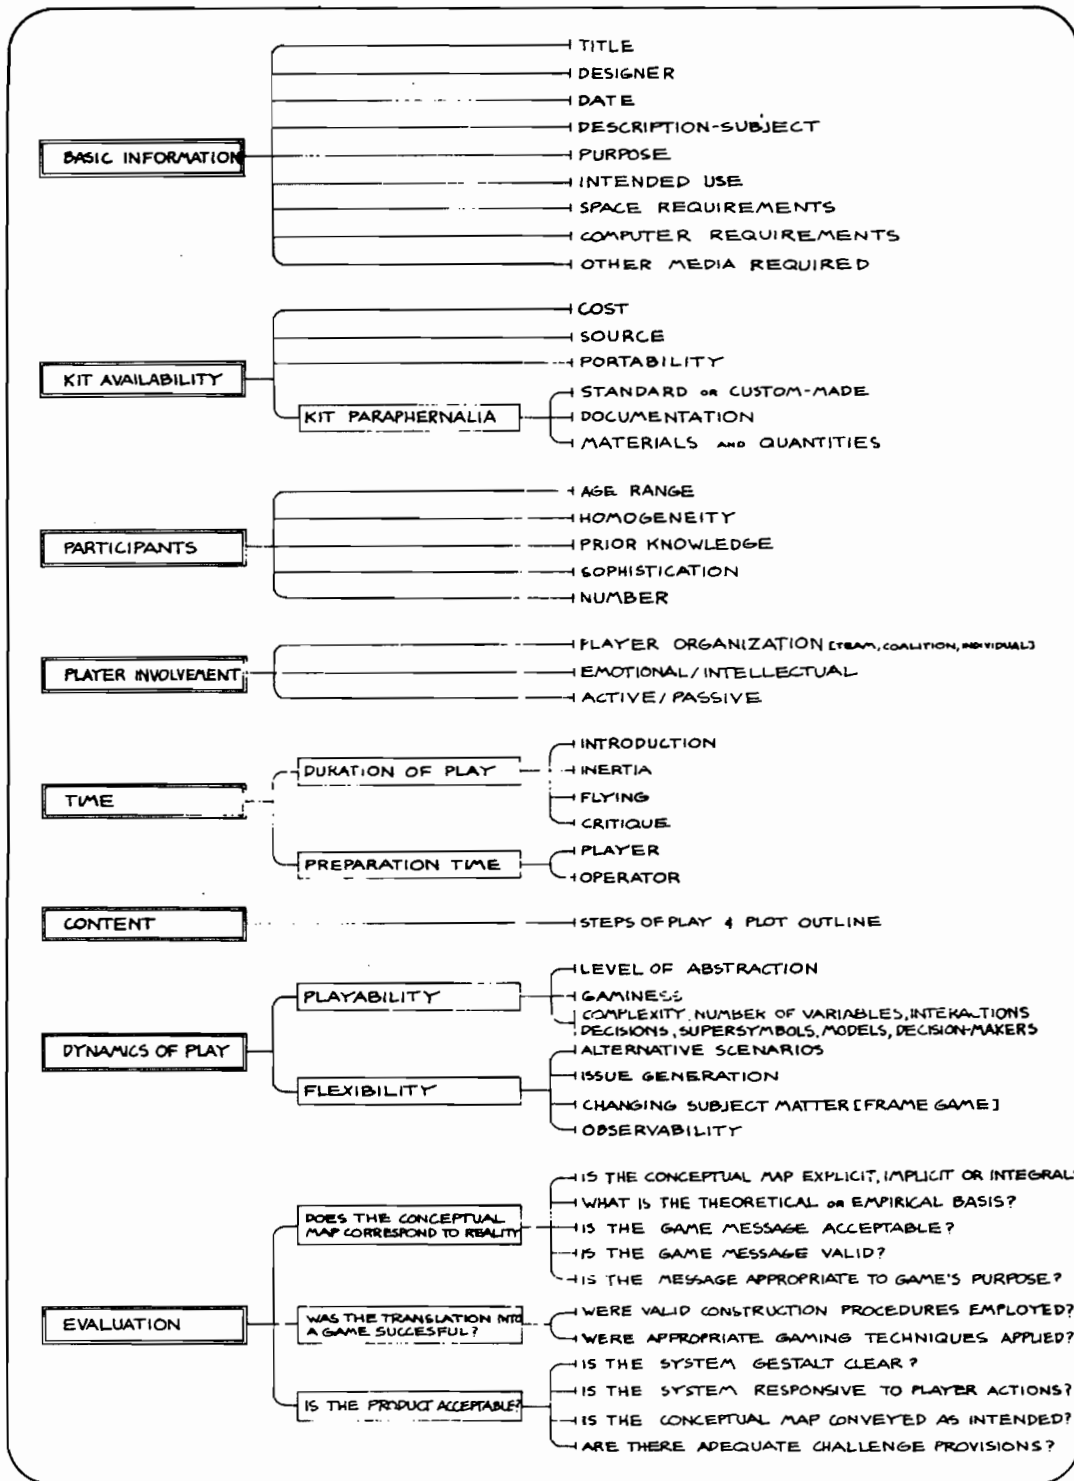 BASIC INFORMATION
TITLE
DESIGNER
DATE
DESCRIPTION-SUBJECT
PURPOSE
INTENDED USE
SPACE REQUIREMENTS
COMPUTER REQUIREMENTS
OTHER MEDIA REQUIRED
KIT AVAILABILITY
COST
SOURCE
PORTABILITY
KIT PARAPHERNALIA
STANDARD OR CUSTOM-MADE
DOCUMENTATION
MATERIALS AND QUANTITIES
PARTICIPANTS
AGE RANGE
HOMOGENEITY
PRIOR KNOWLEDGE
SOPHISTICATION
NUMBER
PLAYER INVOLVEMENT
PLAYER ORGANIZATION [TEAM, COALITION, INDIVIDUAL]
EMOTIONAL/INTELLECTUAL
ACTIVE/PASSIVE
TIME
DURATION OF PLAY
INTRODUCTION
INERTIA
FLYING
CRITIQUE
PREPARATION TIME
PLAYER
OPERATOR
CONTENT
STEPS OF PLAY & PLOT OUTLINE
DYNAMICS OF PLAY
PLAYABILITY
LEVEL OF ABSTRACTION
GAMINESS
COMPLEXITY, NUMBER OF VARIABLES, INTERACTIONS
DECISIONS, SUPERSYMBOLS, MODELS, DECISION-MAKERS
FLEXIBILITY
ALTERNATIVE SCENARIOS
ISSUE GENERATION
CHANGING SUBJECT MATTER [FRAME GAME]
OBSERVABILITY
EVALUATION
DOES THE CONCEPTUAL
MAP CORRESPOND TO REALITY
IS THE CONCEPTUAL MAP EXPLICIT, IMPLICIT OR INTEGRAL
WHAT IS THE THEORETICAL OR EMPIRICAL BASIS?
IS THE GAME MESSAGE ACCEPTABLE?
IS THE GAME MESSAGE VALID?
IS THE MESSAGE APPROPRIATE TO GAME'S PURPOSE?
WAS THE TRANSLATION INTO
A GAME SUCCESFUL?
WERE VALID CONSTRUCTION PROCEDURES EMPLOYED?
WERE APPROPRIATE GAMING TECHNIQUES APPLIED?
IS THE PRODUCT ACCEPTABLE?
IS THE SYSTEM GESTALT CLEAR?
IS THE SYSTEM RESPONSIVE TO PLAYER ACTIONS?
IS THE CONCEPTUAL MAP CONVEYED AS INTENDED?
ARE THERE ADEQUATE CHALLENGE PROVISIONS?